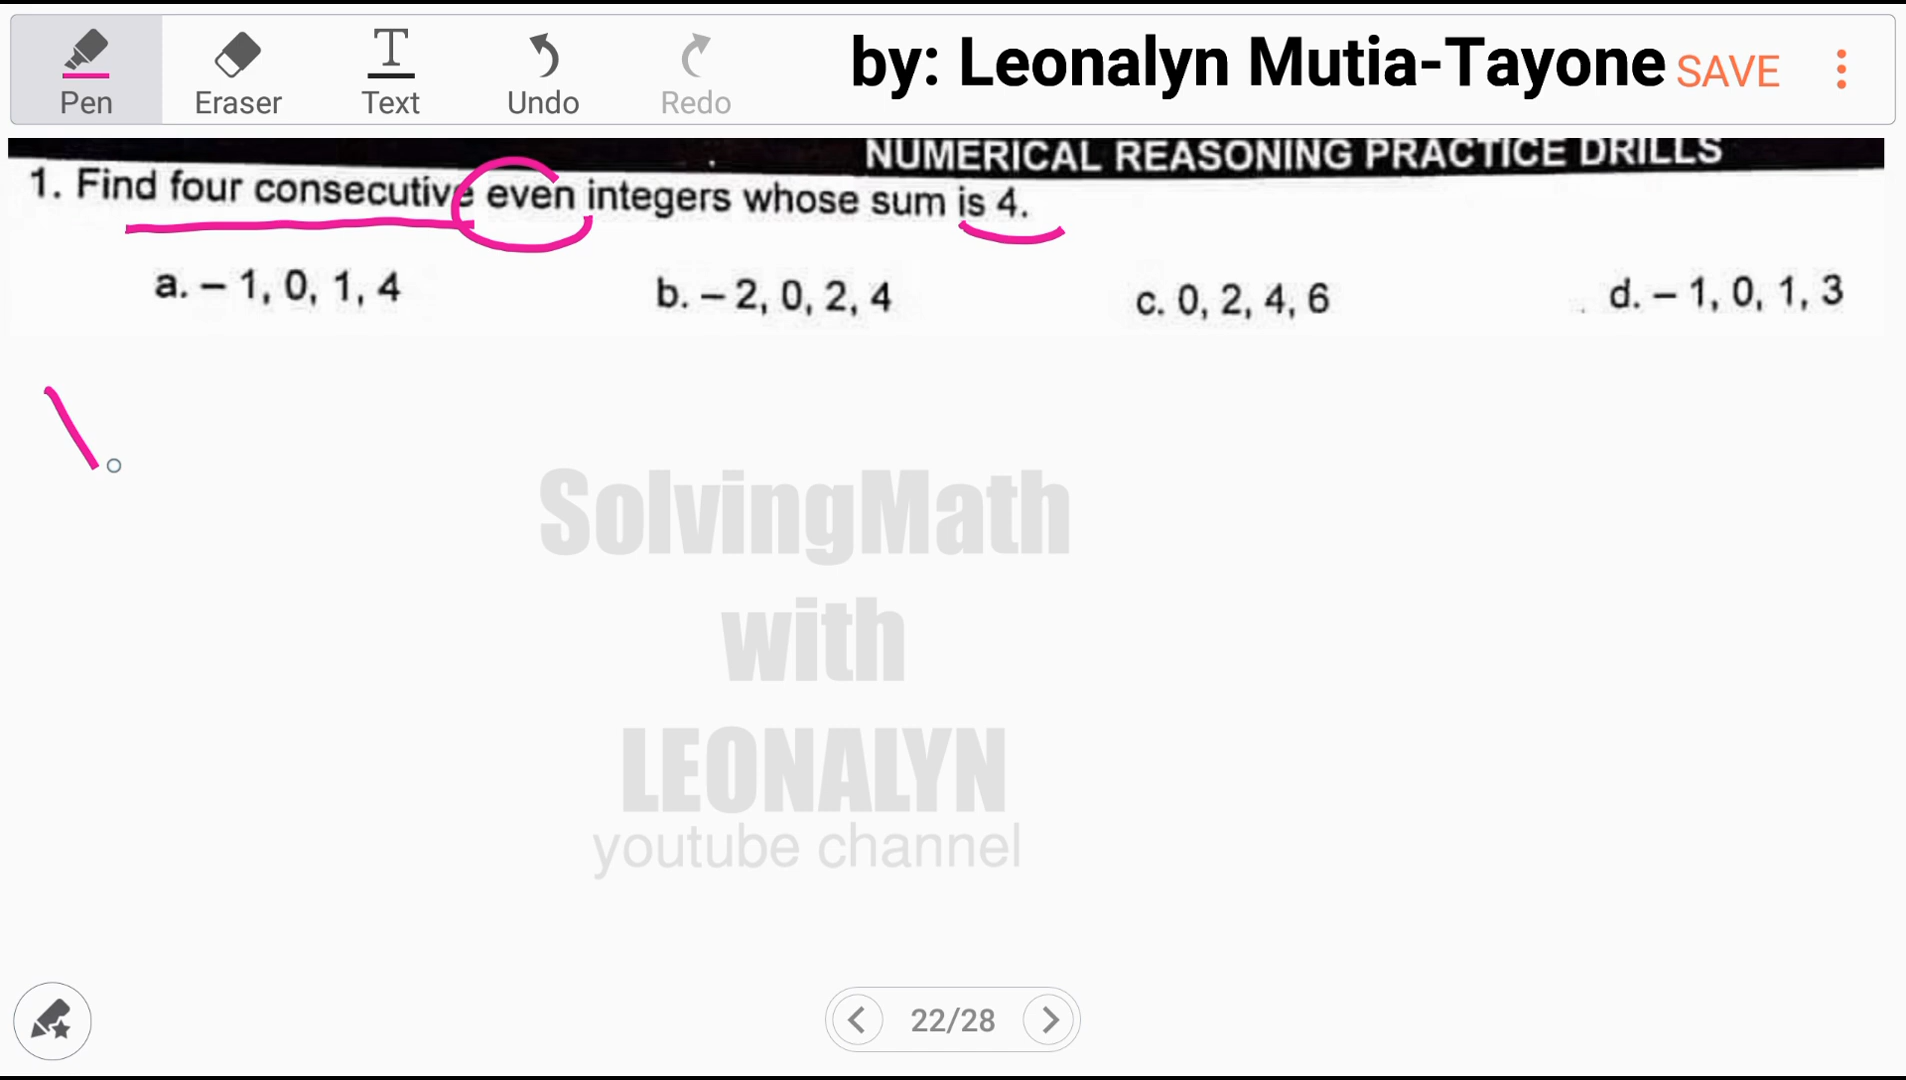 by: Leonalyn Mutia-Tayone
Pen Eraser Text Undo Redo SAVE
NUMERICAL REASONING PRACTICE DRILLS
1. Find four consecutive even integers whose sum is 4.
a. – 1, 0, 1, 4 b. – 2, 0, 2, 4 c. 0, 2, 4, 6 d. – 1, 0, 1, 3
SolvingMath
with
LEONALYN
youtube channel
22/28